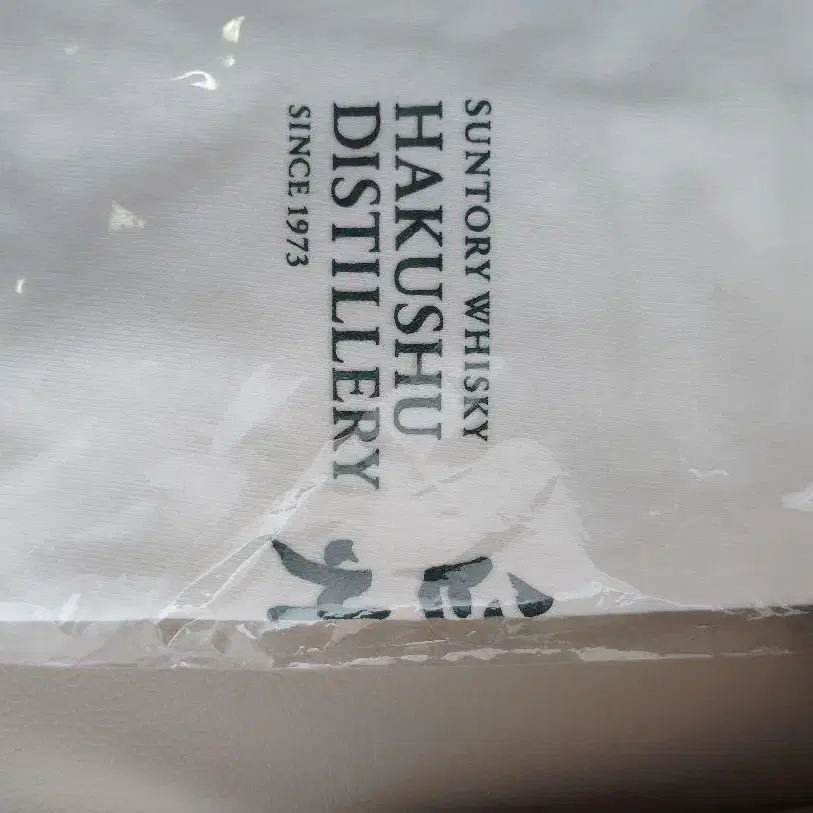 SUNTORY WHISKY
HAKUSHU
DISTILLERY
SINCE 1973